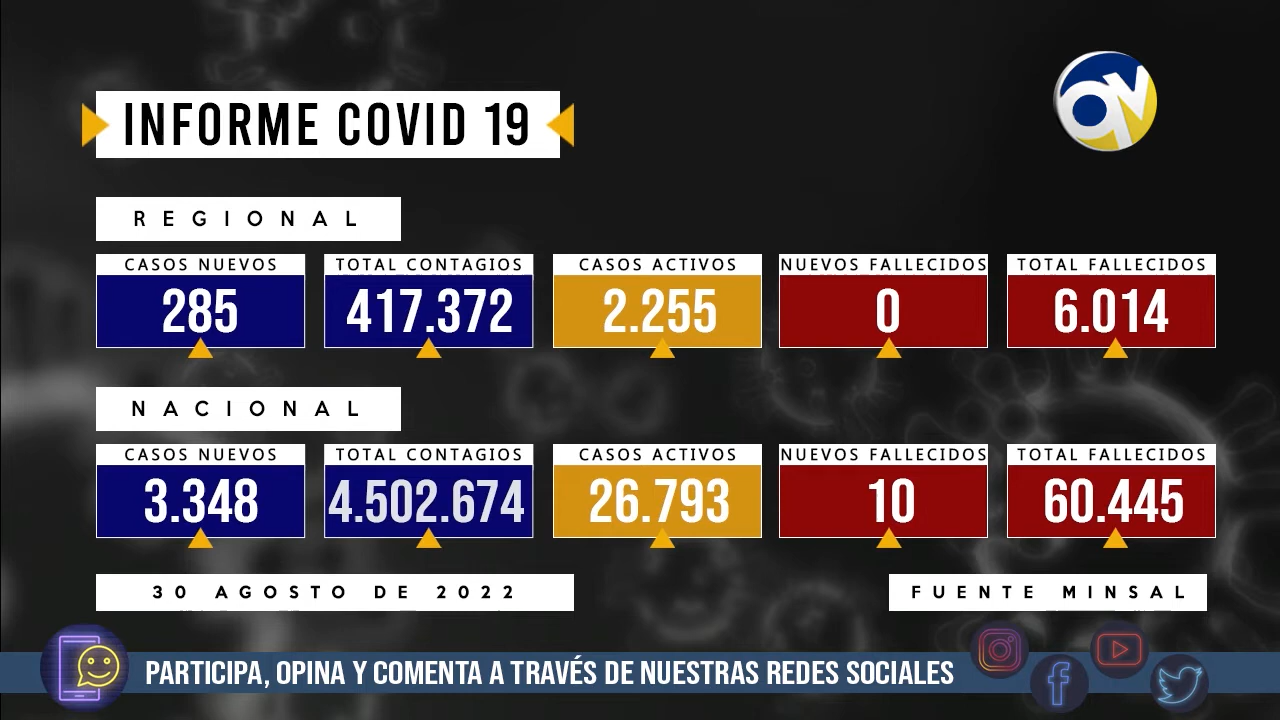 INFORME COVID 19
REGIONAL
CASOS NUEVOS
285
TOTAL CONTAGIOS
417.372
CASOS ACTIVOS
2.255
NUEVOS FALLECIDOS
0
TOTAL FALLECIDOS
6.014
NACIONAL
CASOS NUEVOS
3.348
TOTAL CONTAGIOS
4.502.674
CASOS ACTIVOS
26.793
NUEVOS FALLECIDOS
10
TOTAL FALLECIDOS
60.445
30 AGOSTO DE 2022
FUENTE MINSAL
PARTICIPA, OPINA Y COMENTA A TRAVÉS DE NUESTRAS REDES SOCIALES